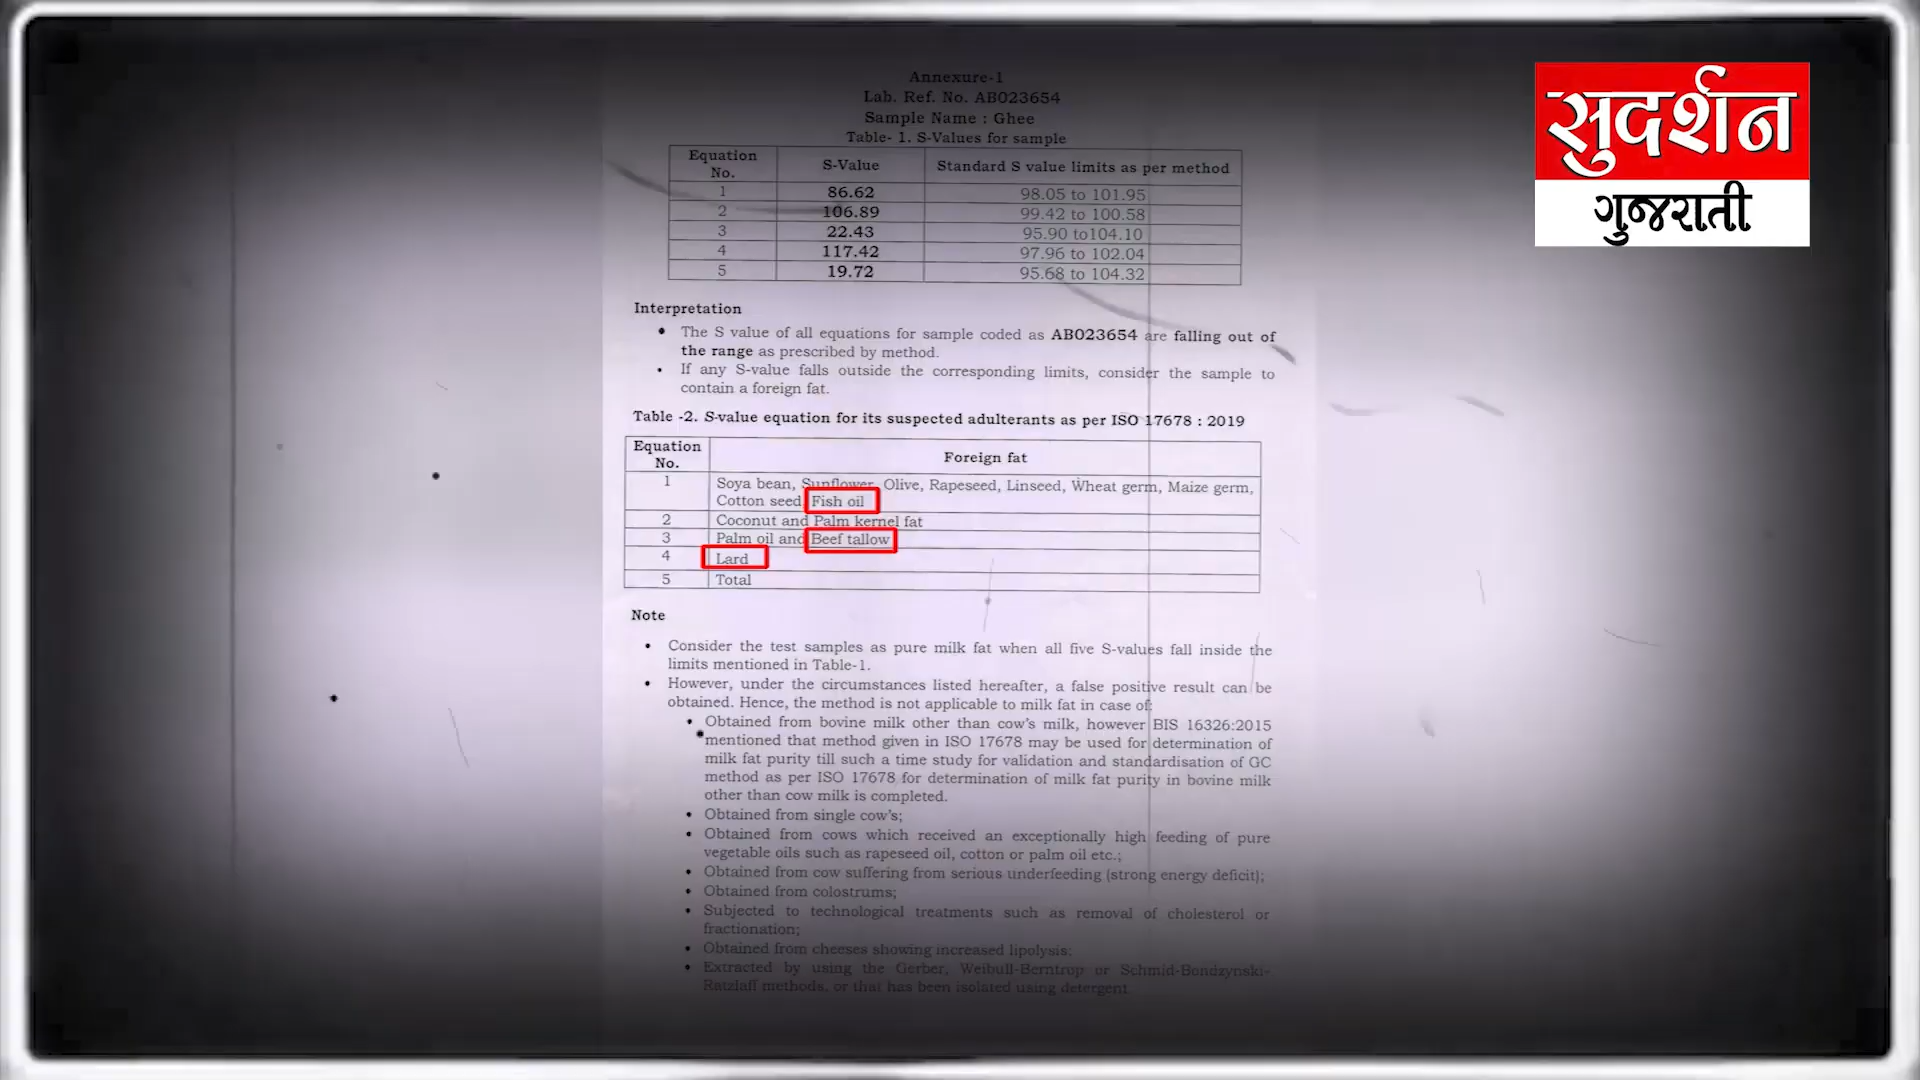 Annexure-1
Lab. Ref. No. AB023654
Sample Name : Ghee
Table- 1. S-Values for sample
Equation No. S-Value Standard S value limits as per method
1 86.62 98.05 to 101.95
2 106.89 99.42 to 100.58
3 22.43 95.90 to104.10
4 117.42 97.96 to 102.04
5 19.72 95.68 to 104.32
Interpretation
• The S value of all equations for sample coded as AB023654 are falling out of
the range as prescribed by method.
• If any S-value falls outside the corresponding limits, consider the sample to
contain a foreign fat.
Table -2. S-value equation for its suspected adulterants as per ISO 17678 : 2019
Equation No. Foreign fat
1 Soya bean, Sunflower, Olive, Rapeseed, Linseed, Wheat germ, Maize germ,
Cotton seed Fish oil
2 Coconut and Palm kernel fat
3 Palm oil and Beef tallow
4 Lard
5 Total
Note
• Consider the test samples as pure milk fat when all five S-values fall inside the
limits mentioned in Table-1.
• However, under the circumstances listed hereafter, a false positive result can be
obtained. Hence, the method is not applicable to milk fat in case of:
• Obtained from bovine milk other than cow's milk, however BIS 16326:2015
mentioned that method given in ISO 17678 may be used for determination of
milk fat purity till such a time study for validation and standardisation of GC
method as per ISO 17678 for determination of milk fat purity in bovine milk
other than cow milk is completed.
• Obtained from single cow's;
• Obtained from cows which received an exceptionally high feeding of pure
vegetable oils such as rapeseed oil, cotton or palm oil etc.;
• Obtained from cow suffering from serious underfeeding (strong energy deficit);
• Obtained from colostrums;
• Subjected to technological treatments such as removal of cholesterol or
fractionation;
• Obtained from cheeses showing increased lipolysis;
• Extracted by using the Gerber, Weibull-Berntrop or Schmid-Bondzynski-
Ratzlaff methods, or that has been isolated using detergent.
सुदर्शन
ગુજરાતી